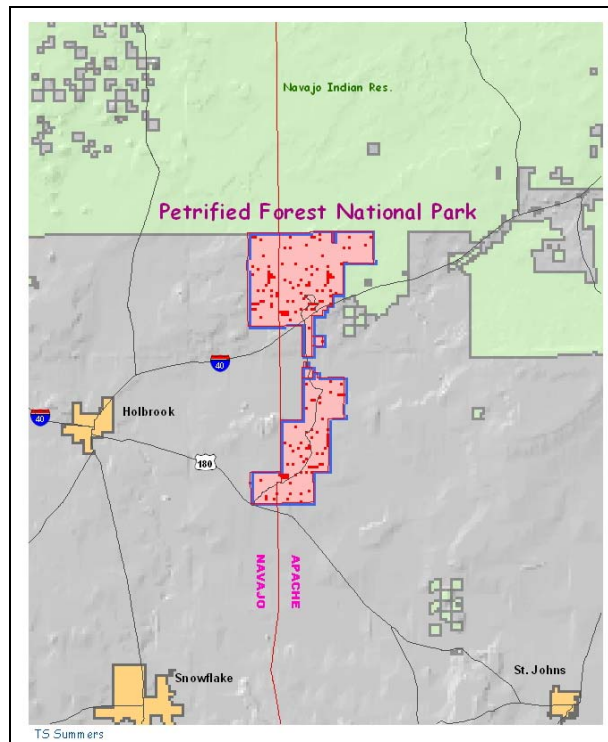 Navajo Indian Res.
Petrified Forest National Park
40
Holbrook
40
180
NAVAJO
APACHE
Snowflake
St. Johns
TS Summers